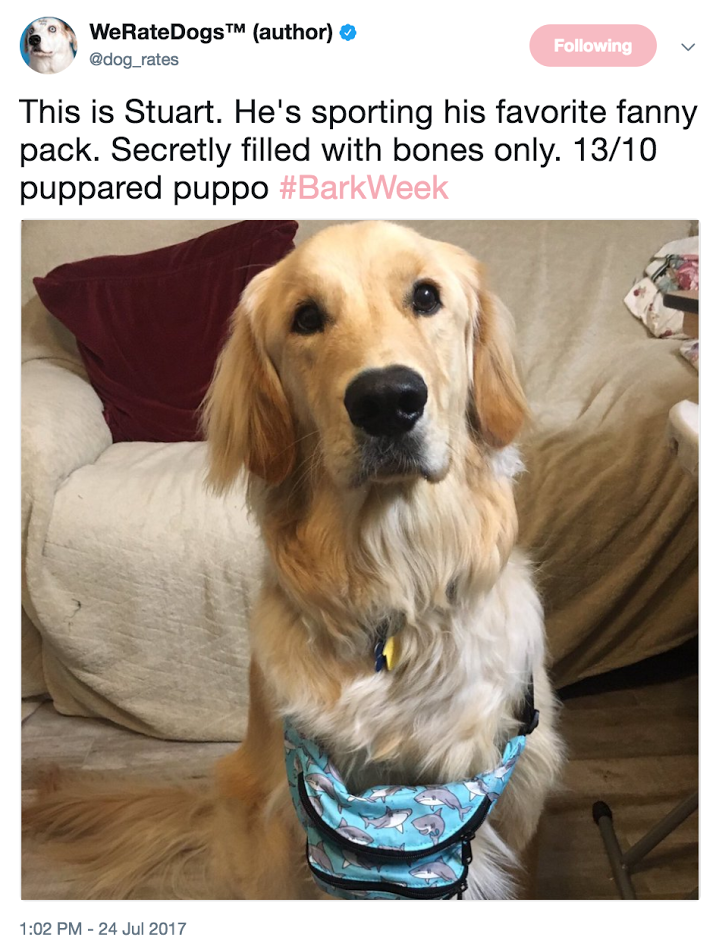 WeRateDogs™ (author)
Following
@dog_rates
This is Stuart. He's sporting his favorite fanny
pack. Secretly filled with bones only. 13/10
puppared puppo #BarkWeek
1:02 PM - 24 Jul 2017